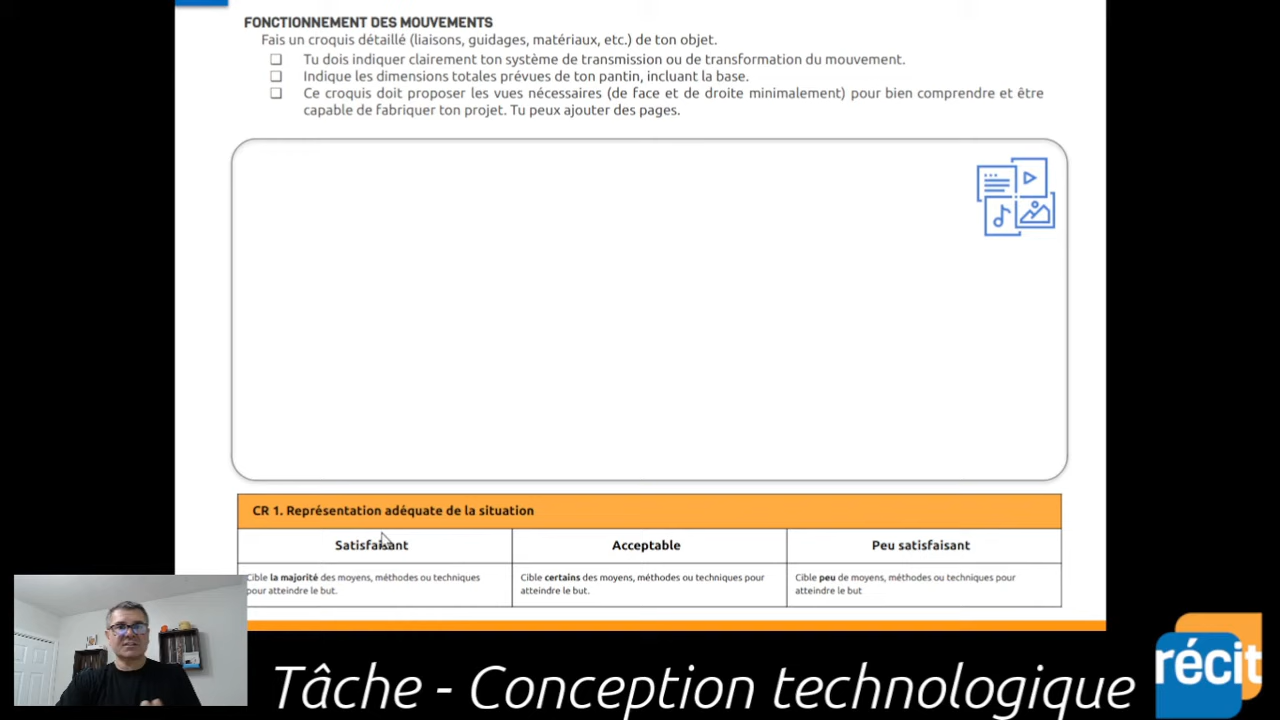 FONCTIONNEMENT DES MOUVEMENTS
Fais un croquis détaillé (liaisons, guidages, matériaux, etc.) de ton objet.
❑ Tu dois indiquer clairement ton système de transmission ou de transformation du mouvement.
❑ Indique les dimensions totales prévues de ton pantin, incluant la base.
❑ Ce croquis doit proposer les vues nécessaires (de face et de droite minimalement) pour bien comprendre et être
capable de fabriquer ton projet. Tu peux ajouter des pages.
CR 1. Représentation adéquate de la situation
Satisfaisant Acceptable Peu satisfaisant
Cible la majorité des moyens, méthodes ou techniques
pour atteindre le but.
Cible certains des moyens, méthodes ou techniques pour
atteindre le but.
Cible peu de moyens, méthodes ou techniques pour
atteindre le but
Tâche - Conception technologique
récit